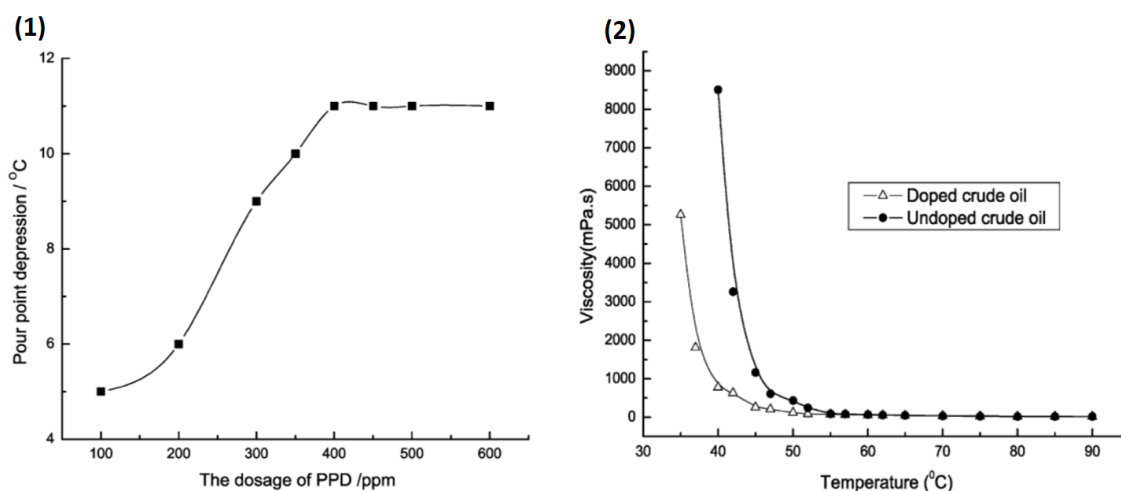 (1)
12
10
8
6
4
Pour point depression / °C
100 200 300 400 500 600
The dosage of PPD /ppm
(2)
9000
8000
7000
6000
5000
4000
3000
2000
1000
0
Viscosity(mPa.s)
Doped crude oil
Undoped crude oil
30 40 50 60 70 80 90
Temperature (⁰C)